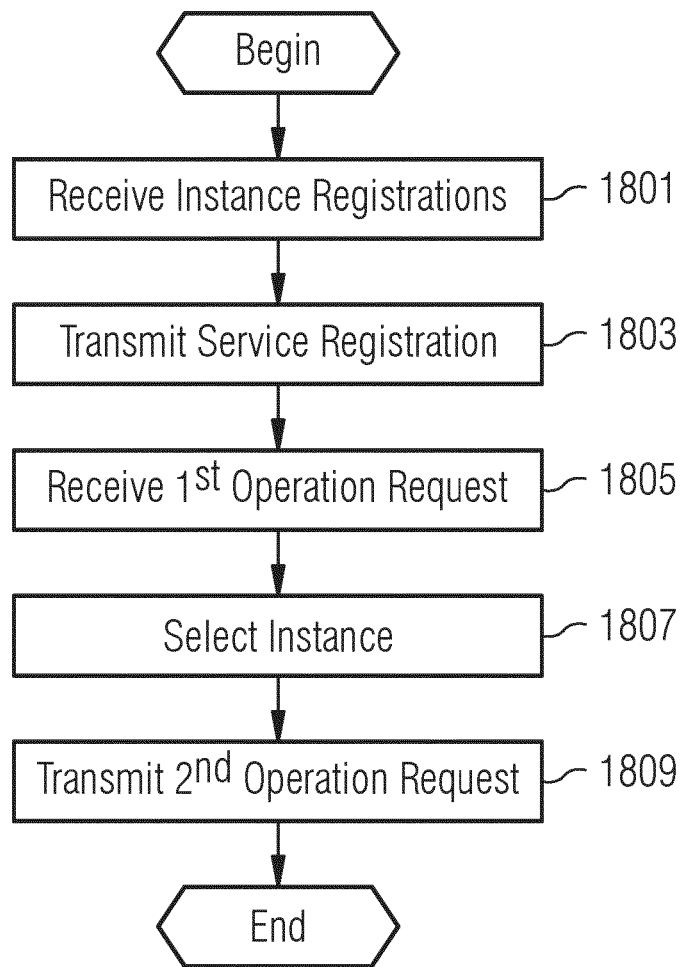 Begin
Receive Instance Registrations 1801
Transmit Service Registration 1803
Receive 1st Operation Request 1805
Select Instance 1807
Transmit 2nd Operation Request 1809
End